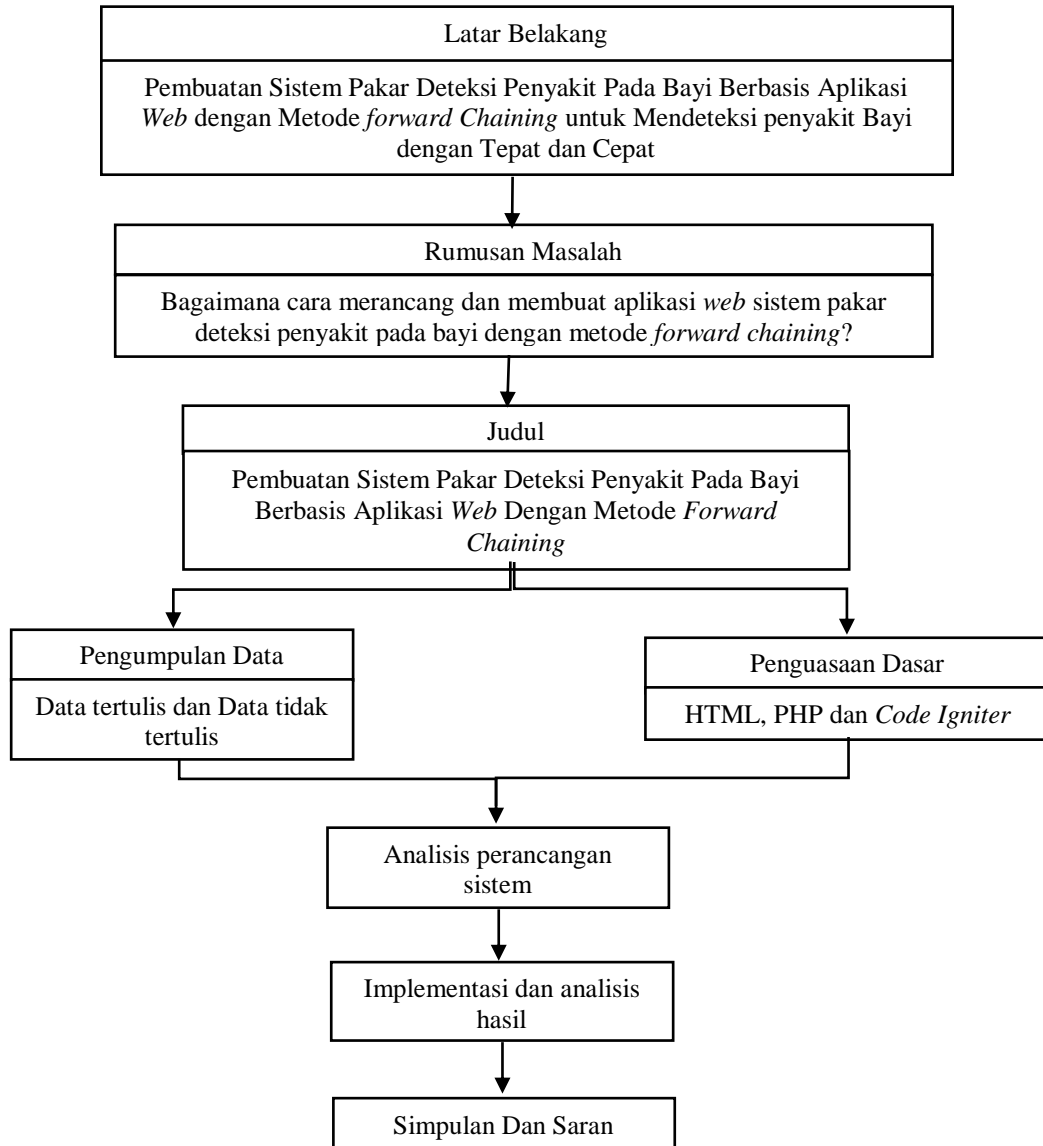 Latar Belakang
Pembuatan Sistem Pakar Deteksi Penyakit Pada Bayi Berbasis Aplikasi
Web dengan Metode forward Chaining untuk Mendeteksi penyakit Bayi
dengan Tepat dan Cepat
Rumusan Masalah
Bagaimana cara merancang dan membuat aplikasi web sistem pakar
deteksi penyakit pada bayi dengan metode forward chaining?
Judul
Pembuatan Sistem Pakar Deteksi Penyakit Pada Bayi
Berbasis Aplikasi Web Dengan Metode Forward
Chaining
Pengumpulan Data
Data tertulis dan Data tidak
tertulis
Penguasaan Dasar
HTML, PHP dan Code Igniter
Analisis perancangan
sistem
Implementasi dan analisis
hasil
Simpulan Dan Saran